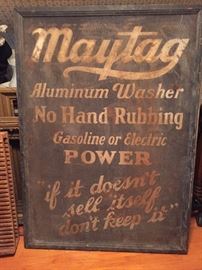 Maytag
Aluminum Washer
No Hand Rubbing
Gasoline or Electric
POWER
"if it doesn't
sell itself
don't keep it"